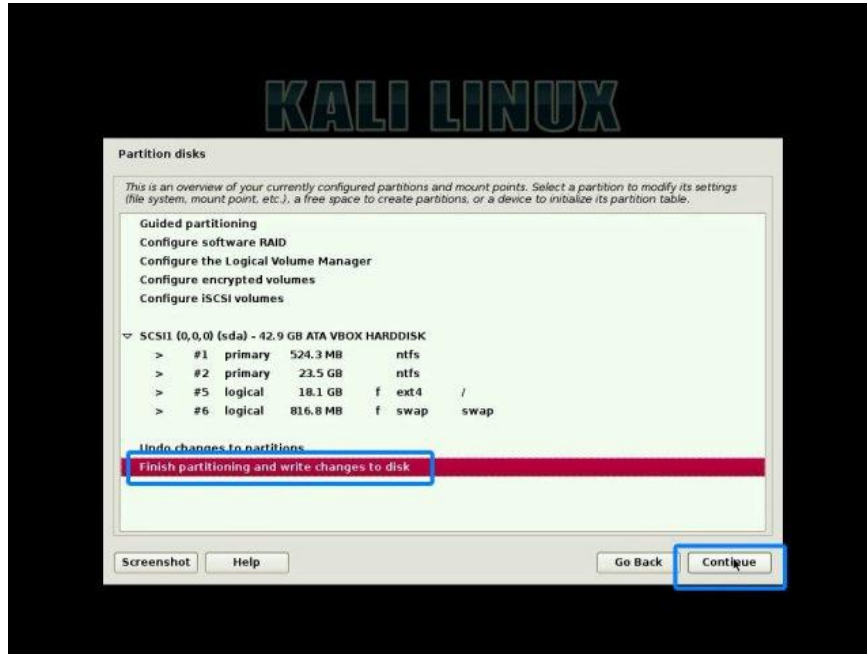 KALI LINUX
Partition disks
This is an overview of your currently configured partitions and mount points. Select a partition to modify its settings
(file system, mount point, etc.), a free space to create partitions, or a device to initialize its partition table.
Guided partitioning
Configure software RAID
Configure the Logical Volume Manager
Configure encrypted volumes
Configure iSCSI volumes
SCSI1 (0,0,0) (sda) - 42.9 GB ATA VBOX HARDDISK
> #1 primary 524.3 MB ntfs
> #2 primary 23.5 GB ntfs
> #5 logical 18.1 GB f ext4 /
> #6 logical 816.8 MB f swap swap
Undo changes to partitions
Finish partitioning and write changes to disk
Screenshot Help Go Back Continue